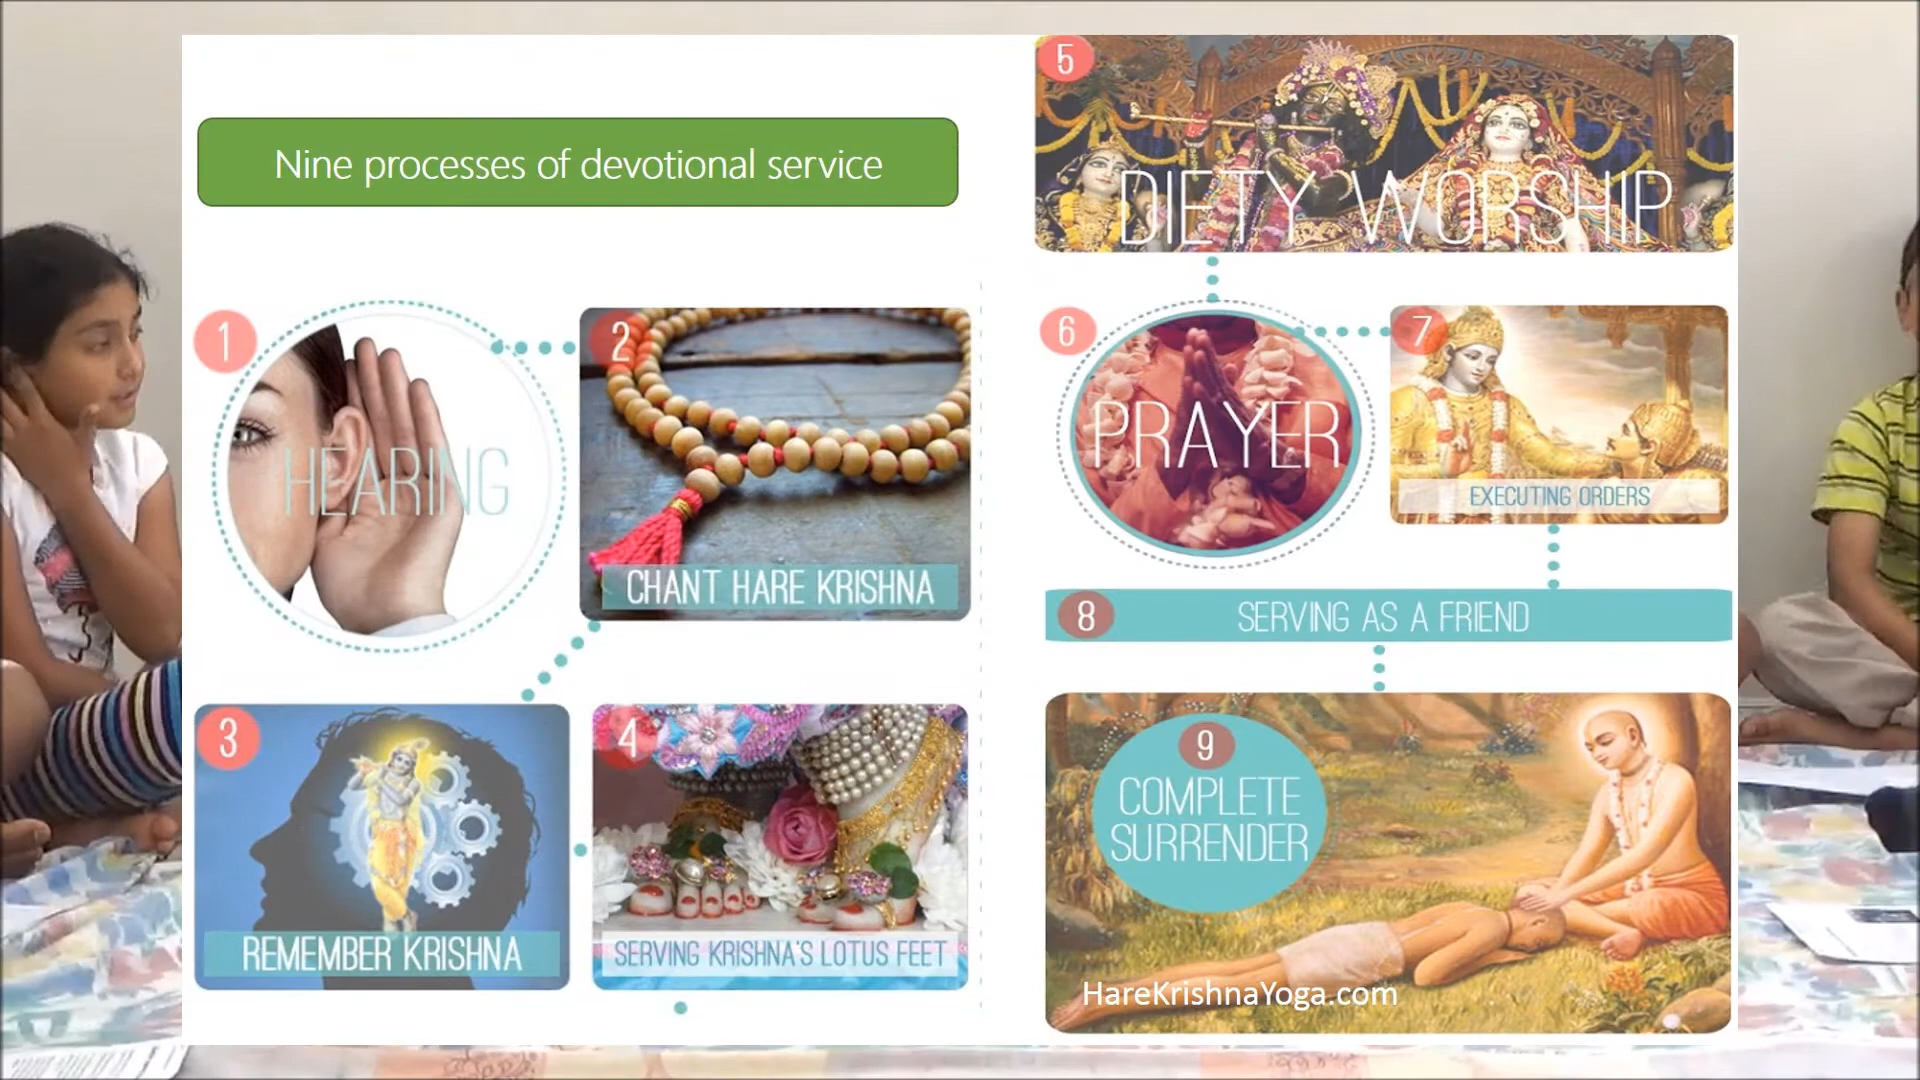 Nine processes of devotional service
1
HEARING
2
CHANT HARE KRISHNA
3
REMEMBER KRISHNA
4
SERVING KRISHNA'S LOTUS FEET
5
DIETY WORSHIP
6
PRAYER
7
EXECUTING ORDERS
8
SERVING AS A FRIEND
9
COMPLETE
SURRENDER
HareKrishnaYoga.com